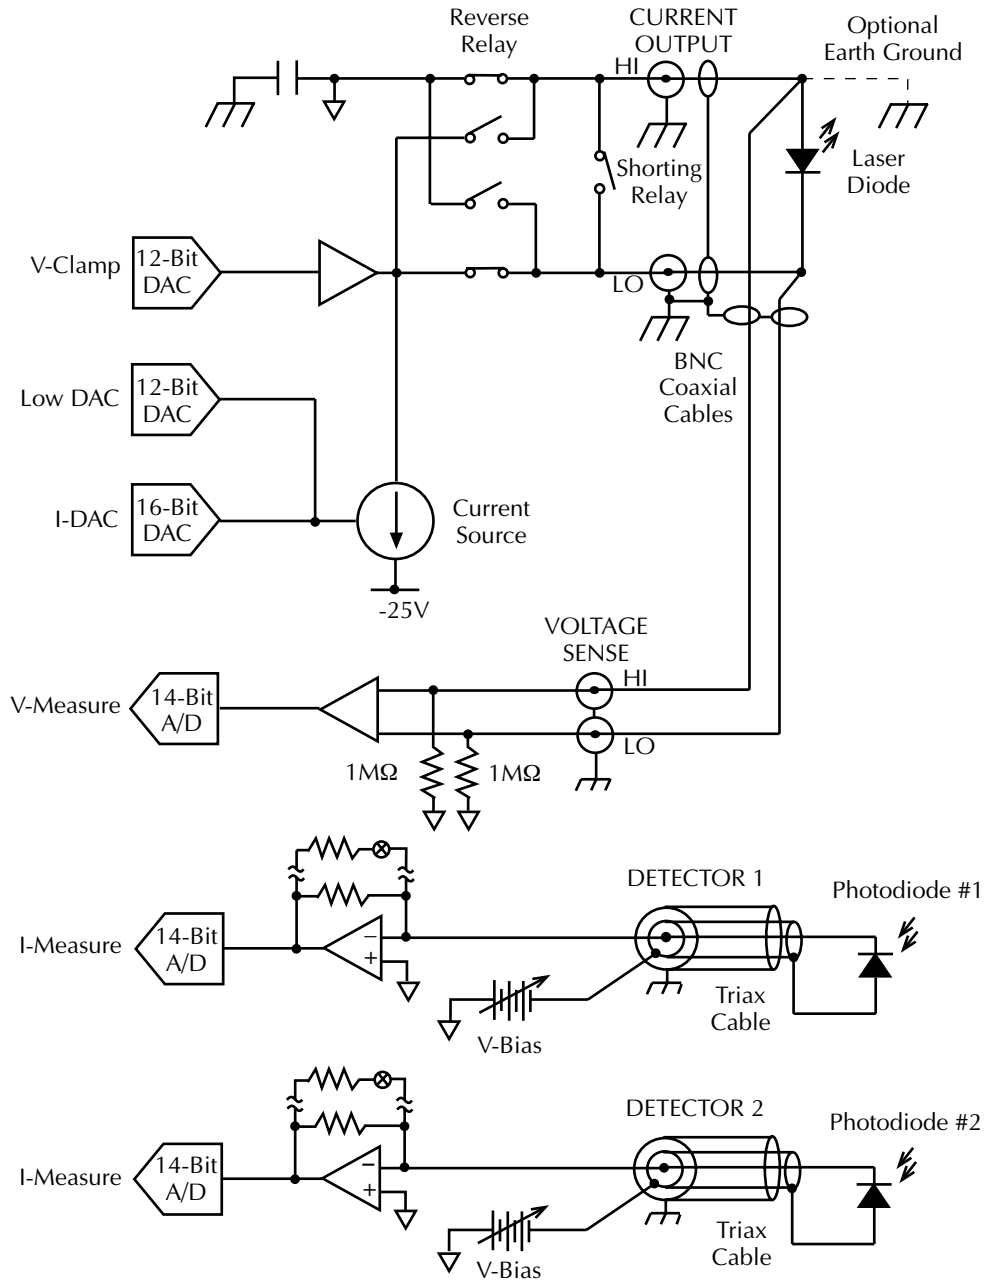 Reverse
Relay
CURRENT
OUTPUT
Optional
Earth Ground
HI
Shorting
Relay
Laser
Diode
V-Clamp
12-Bit
DAC
LO
BNC
Coaxial
Cables
Low DAC
12-Bit
DAC
I-DAC
16-Bit
DAC
Current
Source
-25V
VOLTAGE
SENSE
HI
V-Measure
14-Bit
A/D
LO
1MΩ
1MΩ
DETECTOR 1
Photodiode #1
I-Measure
14-Bit
A/D
−
+
Triax
Cable
V-Bias
DETECTOR 2
Photodiode #2
I-Measure
14-Bit
A/D
−
+
Triax
Cable
V-Bias